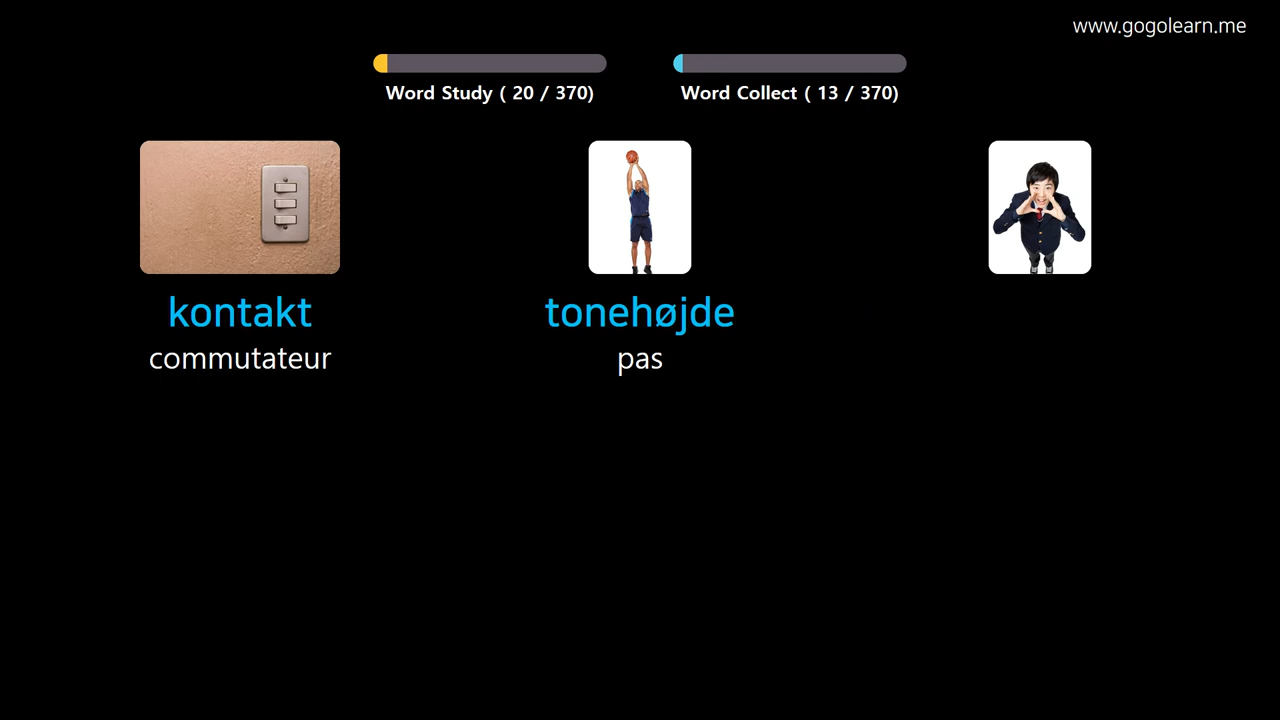 www.gogolearn.me
Word Study ( 20 / 370)
Word Collect ( 13 / 370)
kontakt
commutateur
tonehøjde
pas